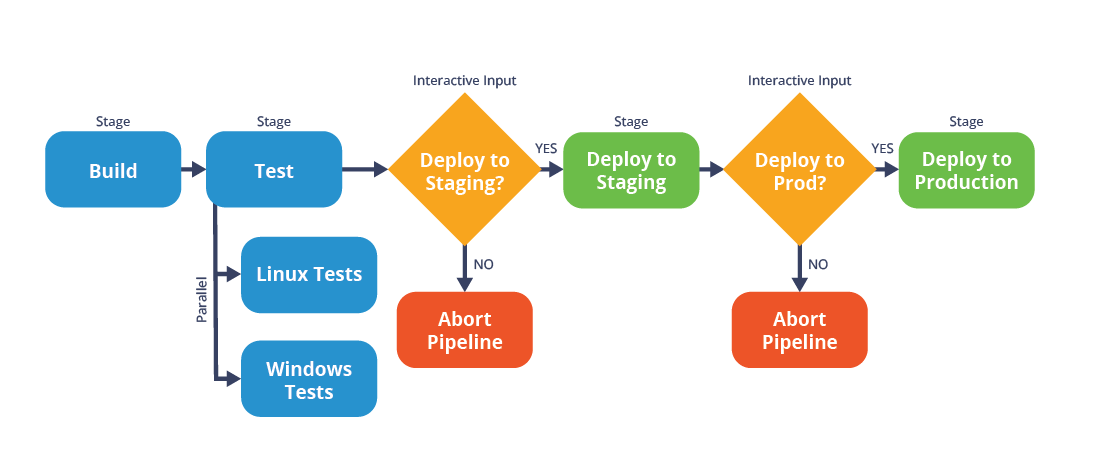 Interactive Input
Interactive Input
Stage
Stage
Stage
Stage
Build
Test
Deploy to
Staging?
YES
Deploy to
Staging
Deploy to
Prod?
YES
Deploy to
Production
NO
NO
Parallel
Linux Tests
Abort
Pipeline
Abort
Pipeline
Windows
Tests